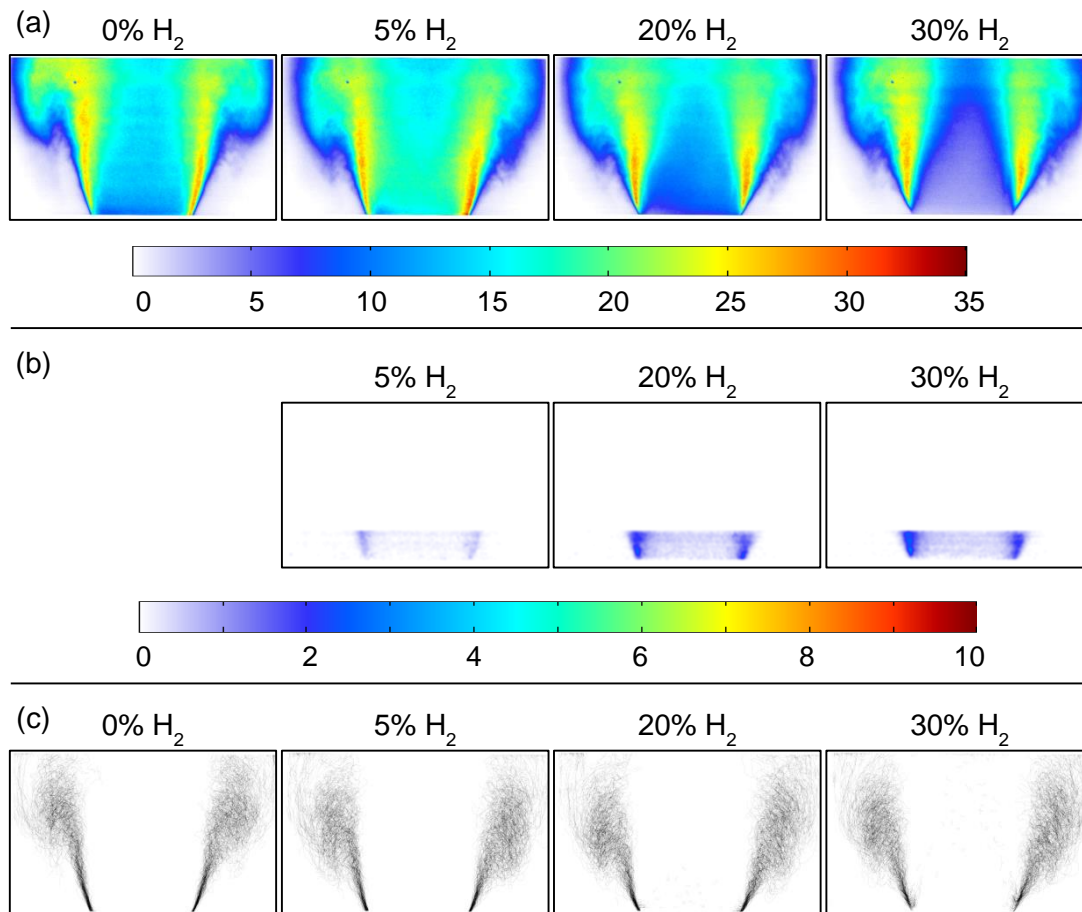 (a)
0% H₂ 5% H₂ 20% H₂ 30% H₂
0 5 10 15 20 25 30 35
(b)
5% H₂ 20% H₂ 30% H₂
0 2 4 6 8 10
(c)
0% H₂ 5% H₂ 20% H₂ 30% H₂